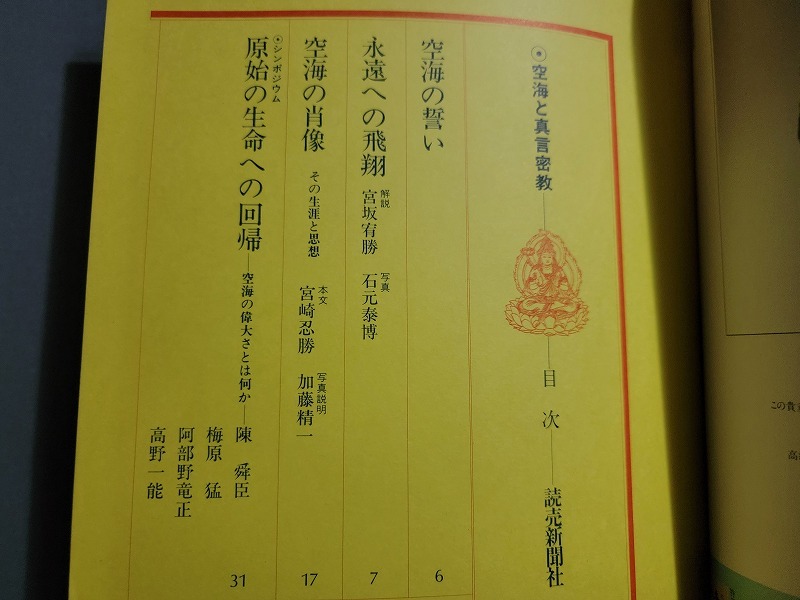 空海と真言密教
目次
読売新聞社
空海の誓い
6
永遠への飛翔
解説
宮坂宥勝
写真
石元泰博
7
空海の肖像
その生涯と思想
本文
宮崎忍勝
写真説明
加藤精一
17
シンポジウム
原始の生命への回帰
―空海の偉大さとは何か―
陳舜臣
梅原猛
阿部野竜正
高野一能
31
この貴